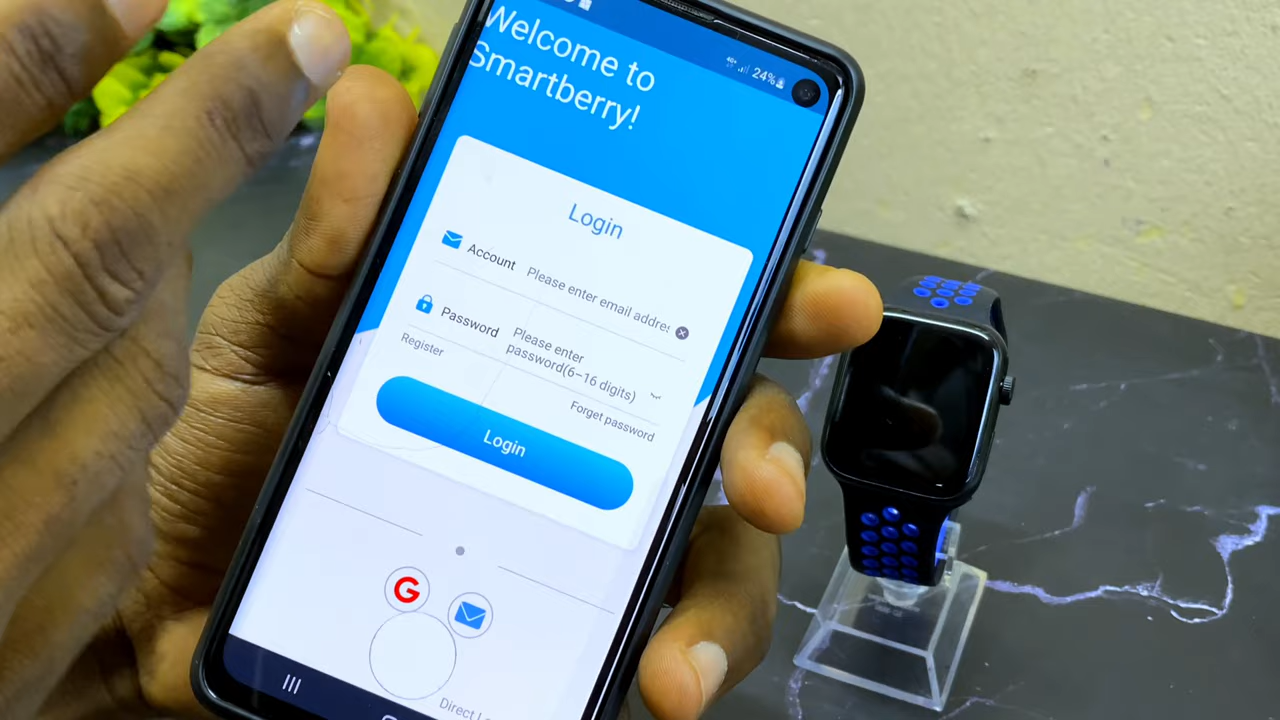 24%
Welcome to
Smartberry!
Login
Account
Please enter email addres
Password
Please enter
password(6-16 digits)
Register
Forget password
Login
G
Direct